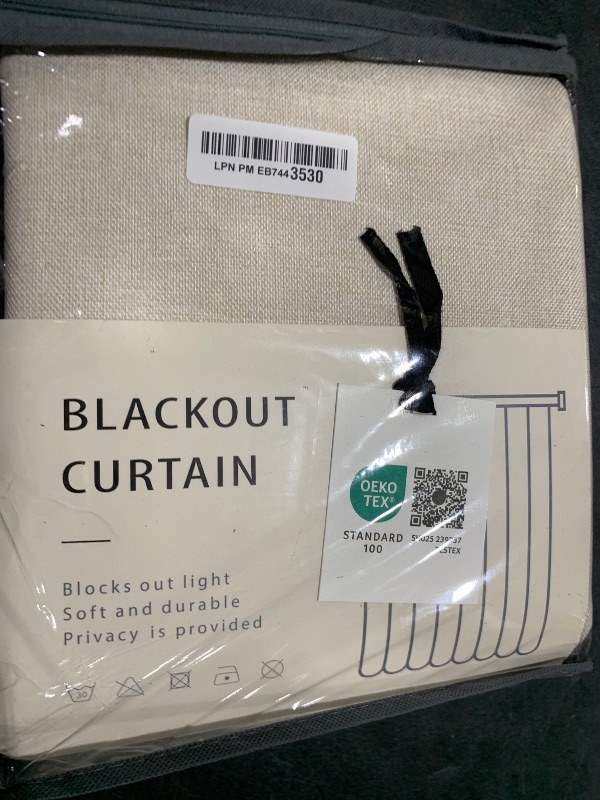 LPN PM EB7443530
BLACKOUT
CURTAIN
Blocks out light
Soft and durable
Privacy is provided
30
OEKO
TEX®
STANDARD
100